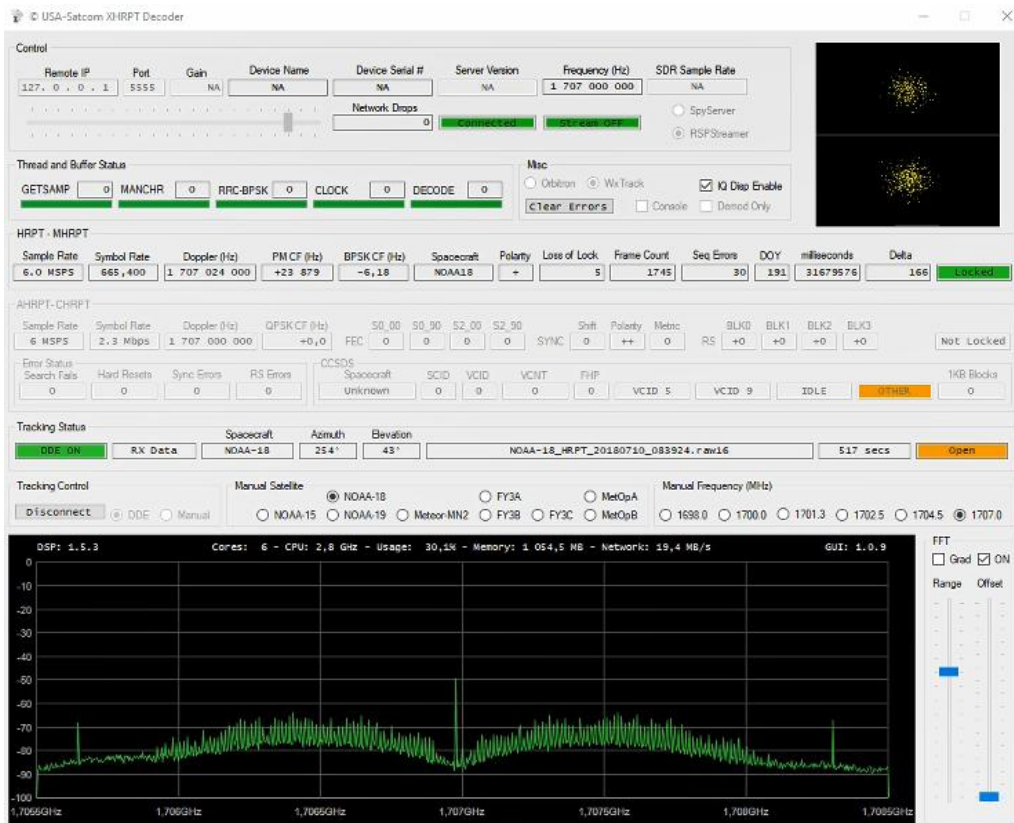 © USA-Satcom XHRPT Decoder
Control
Remote IP Port Gain Device Name Device Serial # Server Version Frequency (Hz) SDR Sample Rate
127. 0 . 0 . 1 5555 NA NA NA NA 1 707 000 000 NA
Network Drops
0 Connected Stream OFF
SpyServer
RSPStreamer
Thread and Buffer Status
GETSAMP 0 MANCHR 0 RRC-BPSK 0 CLOCK 0 DECODE 0
Misc
Orbitron WxTrack IQ Disp Enable
Clear Errors Console Demod Only
HRPT - MHRPT
Sample Rate Symbol Rate Doppler (Hz) PM CF (Hz) BPSK CF (Hz) Spacecraft Polarity Loss of Lock Frame Count Seq Errors DOY milliseconds Delta
6.0 MSPS 665,400 1 707 024 000 +23 879 -6,18 NOAA18 + 5 1745 30 191 31679576 166 Locked
AHRPT-CHRPT
Sample Rate Symbol Rate Doppler (Hz) QPSK CF (Hz) S0_00 S0_90 S2_00 S2_90 Shift Polarity Metric BLK0 BLK1 BLK2 BLK3
6 MSPS 2.3 Mbps 1 707 000 000 +0,0 FEC 0 0 0 0 SYNC 0 ++ 0 RS +0 +0 +0 +0 Not Locked
Error Status
Search Fails Hard Resets Sync Errors RS Errors
0 0 0 0
CCSDS
Spacecraft SCID VCID VCNT FHP 1KB Blocks
Unknown 0 0 0 0 VCID 5 VCID 9 IDLE OTHER 0
Tracking Status
Spacecraft Azimuth Elevation
DDE ON RX Data NOAA-18 254° 43° NOAA-18_HRPT_20180710_083924.raw16 517 secs Open
Tracking Control
Disconnect DDE Manual
Manual Satellite
NOAA-18 FY3A MetOpA
NOAA-15 NOAA-19 Meteor-MN2 FY3B FY3C MetOpB
Manual Frequency (MHz)
1698.0 1700.0 1701.3 1702.5 1704.5 1707.0
DSP: 1.5.3 Cores: 6 - CPU: 2,8 GHz - Usage: 30,1% - Memory: 1 054,5 MB - Network: 19,4 MB/s GUI: 1.0.9
0
-10
-20
-30
-40
-50
-60
-70
-80
-90
-100
1,7055GHz 1,706GHz 1,7065GHz 1,707GHz 1,7075GHz 1,708GHz 1,7085GHz
FFT
Grad ON
Range Offset